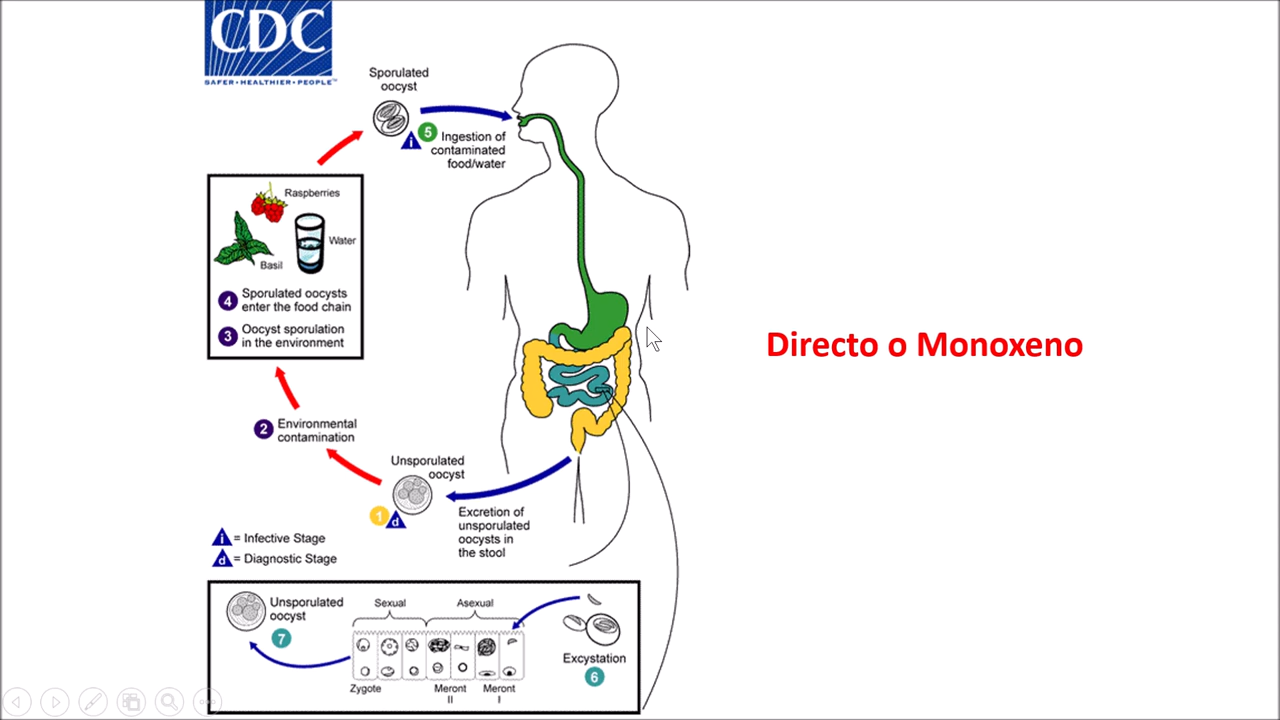 CDC
SAFER • HEALTHIER • PEOPLE™
Sporulated
oocyst
i
5
Ingestion of
contaminated
food/water
Raspberries
Water
Basil
4 Sporulated oocysts
enter the food chain
3 Oocyst sporulation
in the environment
Directo o Monoxeno
2 Environmental
contamination
Unsporulated
oocyst
1
d
Excretion of
unsporulated
oocysts in
the stool
i = Infective Stage
d = Diagnostic Stage
Unsporulated
oocyst
7
Sexual
Asexual
Zygote
Meront
II
Meront
I
Excystation
6